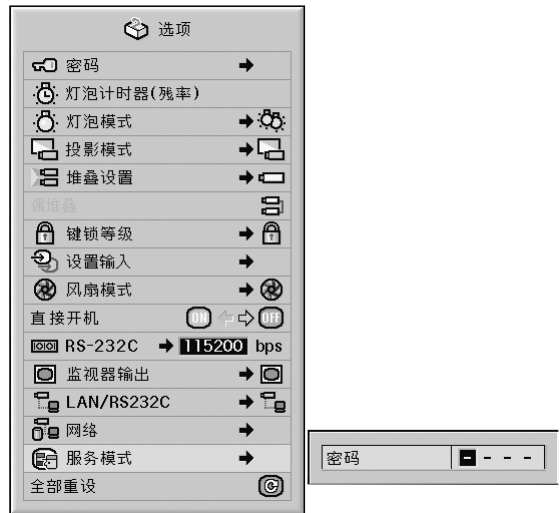 选项
密码
灯泡计时器(残率)
灯泡模式
投影模式
堆叠设置
偶堆叠
键锁等级
设置输入
风扇模式
直接开机 ON OFF
RS-232C 115200 bps
监视器输出
LAN/RS232C
网络
服务模式
全部重设
密码 - - - -